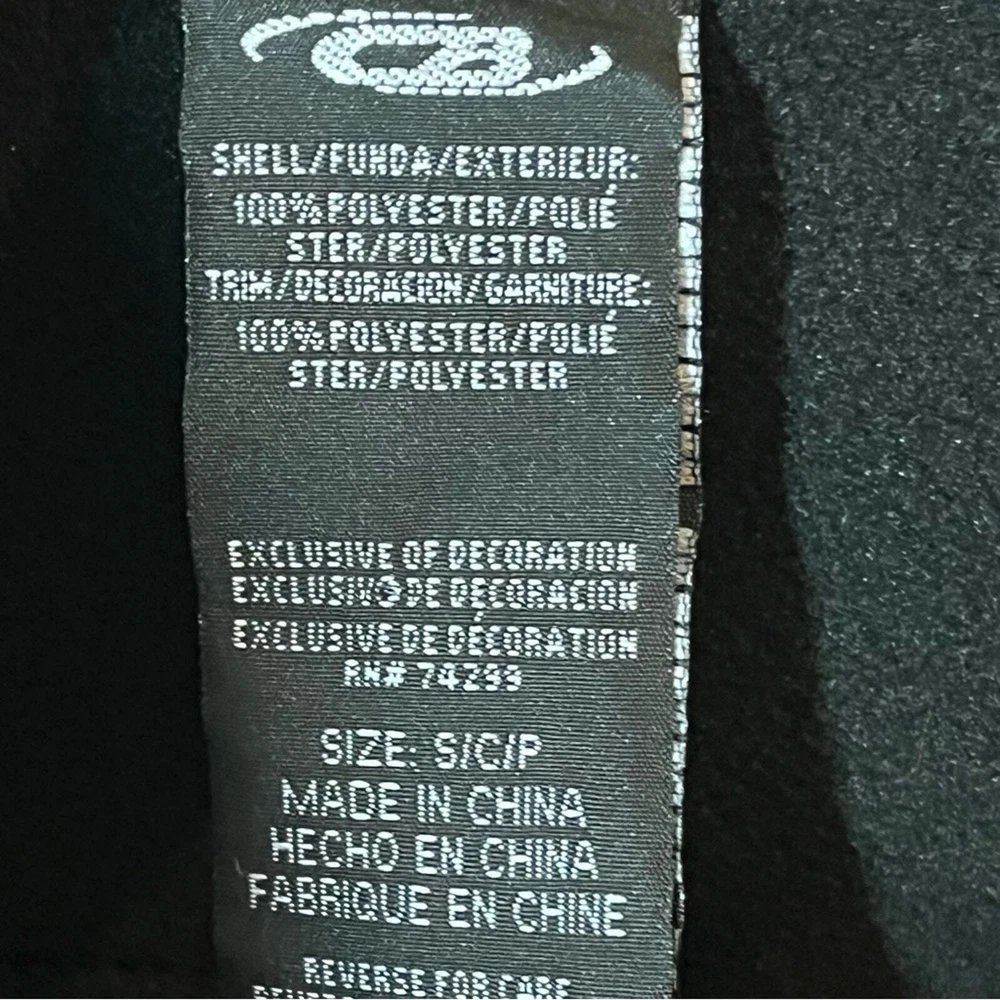 SHELL/FUNDA/EXTERIEUR:
100% POLYESTER/POLIÉ
STER/POLYESTER
TRIM/DECORACION/GARNITURE:
100% POLYESTER/POLIÉ
STER/POLYESTER
EXCLUSIVE OF DECORATION
EXCLUSIVO DE DECORACION
EXCLUSIVE DE DÉCORATION
RN# 74299
SIZE: S/C/P
MADE IN CHINA
HECHO EN CHINA
FABRIQUE EN CHINE
REVERSE FOR CARE